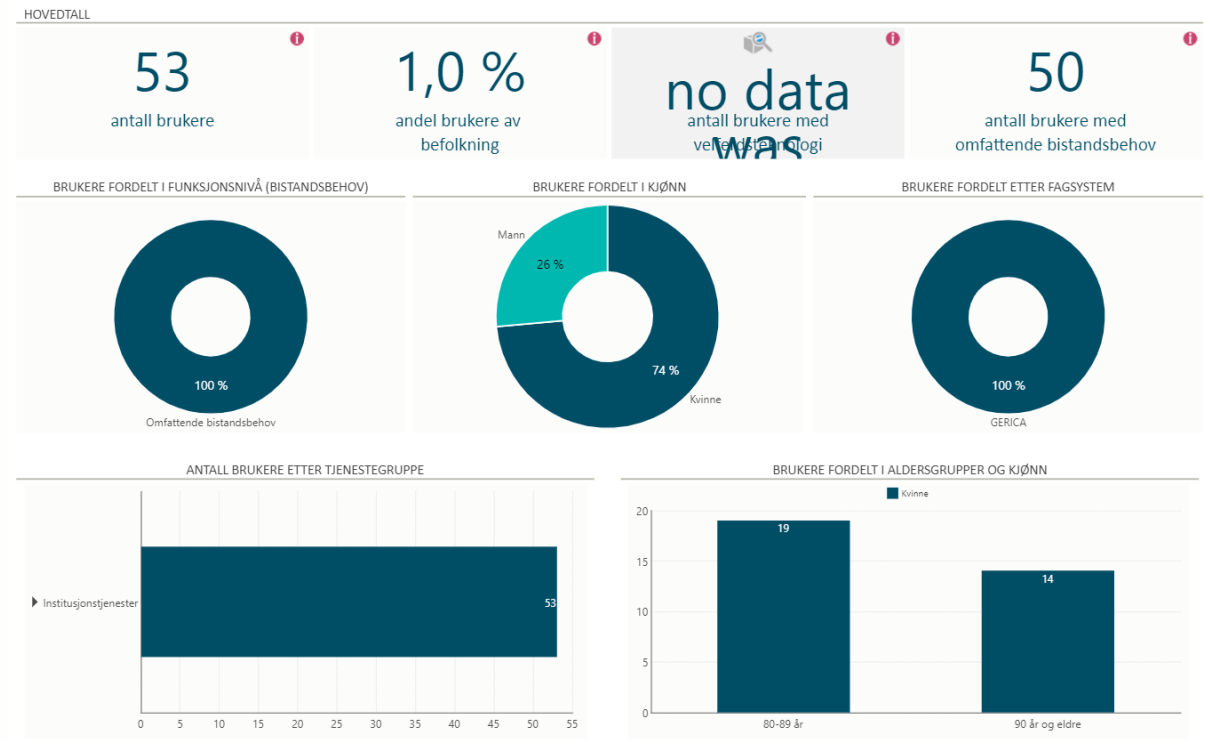 HOVEDTALL
53
antall brukere
1,0 %
andel brukere av
befolkning
no data
was
antall brukere med
velferdsteknologi
50
antall brukere med
omfattende bistandsbehov
BRUKERE FORDELT I FUNKSJONSNIVÅ (BISTANDSBEHOV)
100 %
Omfattende bistandsbehov
BRUKERE FORDELT I KJØNN
Mann
26 %
74 %
Kvinne
BRUKERE FORDELT ETTER FAGSYSTEM
100 %
GERICA
ANTALL BRUKERE ETTER TJENESTEGRUPPE
Institusjonstjenester
53
0 5 10 15 20 25 30 35 40 45 50 55
BRUKERE FORDELT I ALDERSGRUPPER OG KJØNN
Kvinne
20
15
10
5
0
19
14
80-89 år
90 år og eldre